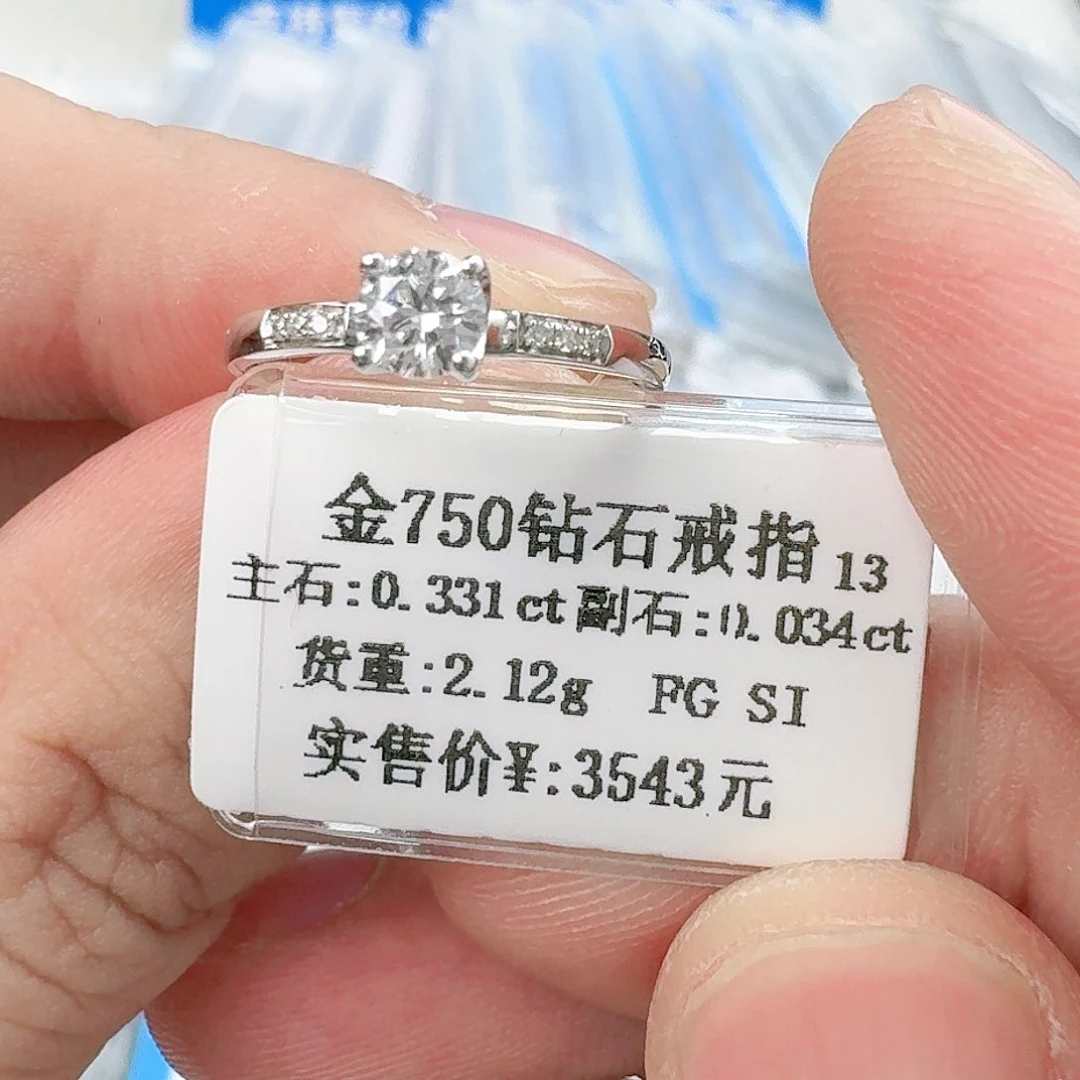 金750钻石戒指 13
主石:0.331ct 副石:0.034ct
货重:2.12g FG SI
实售价¥:3543元